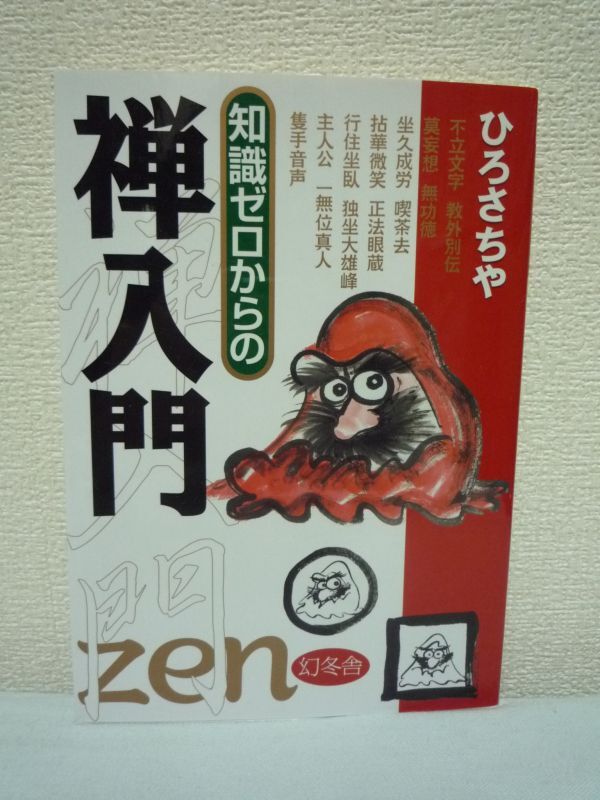 ひろさちや
不立文字 教外別伝
莫妄想 無功徳
坐久成労 喫茶去
拈華微笑 正法眼蔵
行住坐臥 独坐大雄峰
主人公 一無位真人
隻手音声
知識ゼロからの
禅入門
禅入門
zen
幻冬舎